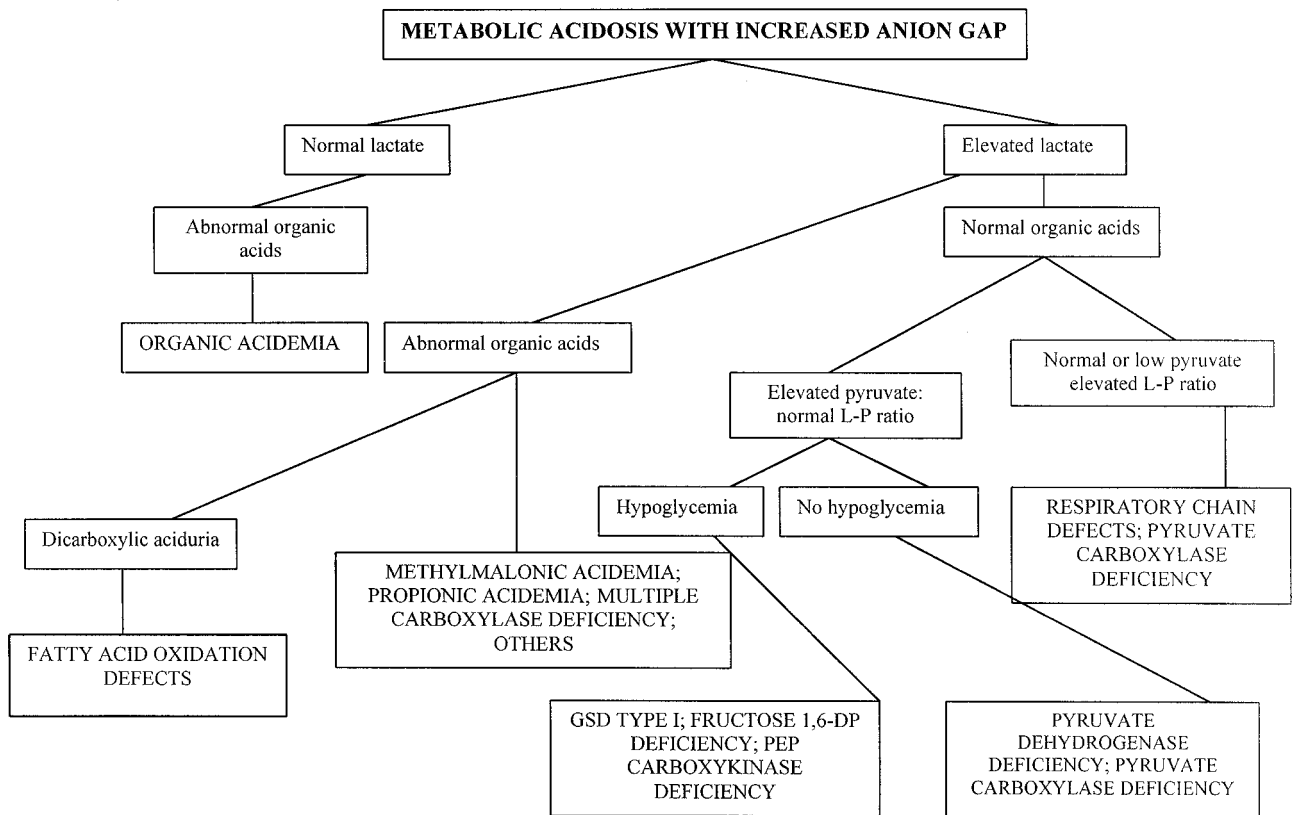 METABOLIC ACIDOSIS WITH INCREASED ANION GAP
Normal lactate
Elevated lactate
Abnormal organic
acids
Normal organic acids
ORGANIC ACIDEMIA
Abnormal organic acids
Normal or low pyruvate
elevated L-P ratio
Elevated pyruvate:
normal L-P ratio
Hypoglycemia
No hypoglycemia
RESPIRATORY CHAIN
DEFECTS; PYRUVATE
CARBOXYLASE
DEFICIENCY
Dicarboxylic aciduria
METHYLMALONIC ACIDEMIA;
PROPIONIC ACIDEMIA; MULTIPLE
CARBOXYLASE DEFICIENCY;
OTHERS
FATTY ACID OXIDATION
DEFECTS
GSD TYPE I; FRUCTOSE 1,6-DP
DEFICIENCY; PEP
CARBOXYKINASE
DEFICIENCY
PYRUVATE
DEHYDROGENASE
DEFICIENCY; PYRUVATE
CARBOXYLASE DEFICIENCY